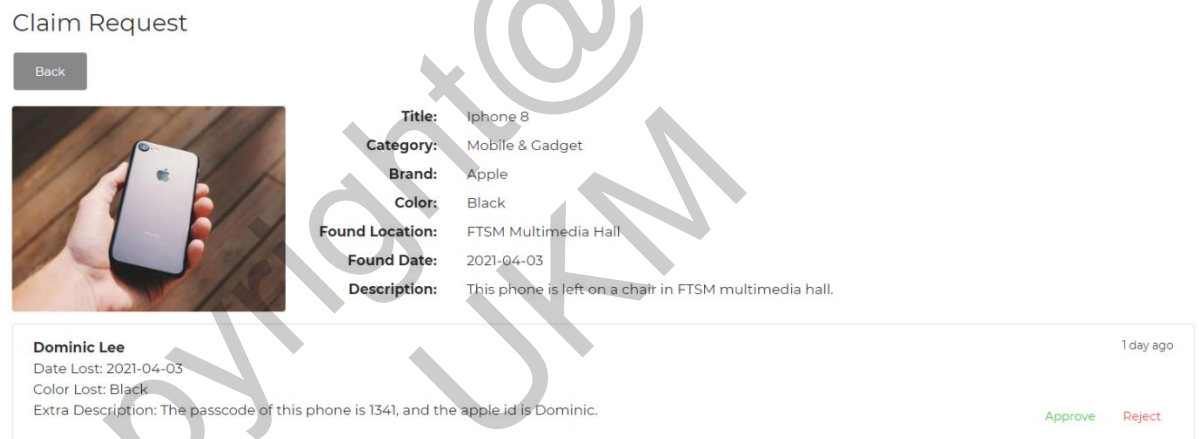 Claim Request
Back
Title: Iphone 8
Category: Mobile & Gadget
Brand: Apple
Color: Black
Found Location: FTSM Multimedia Hall
Found Date: 2021-04-03
Description: This phone is left on a chair in FTSM multimedia hall.
Dominic Lee 1 day ago
Date Lost: 2021-04-03
Color Lost: Black
Extra Description: The passcode of this phone is 1341, and the apple id is Dominic.
Approve Reject
pyright@
UKM